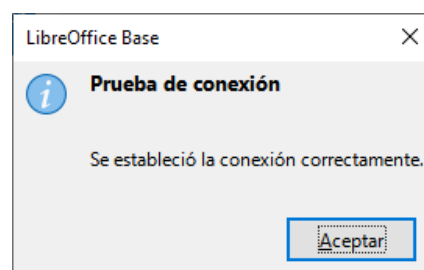 LibreOffice Base
Prueba de conexión
Se estableció la conexión correctamente.
Aceptar